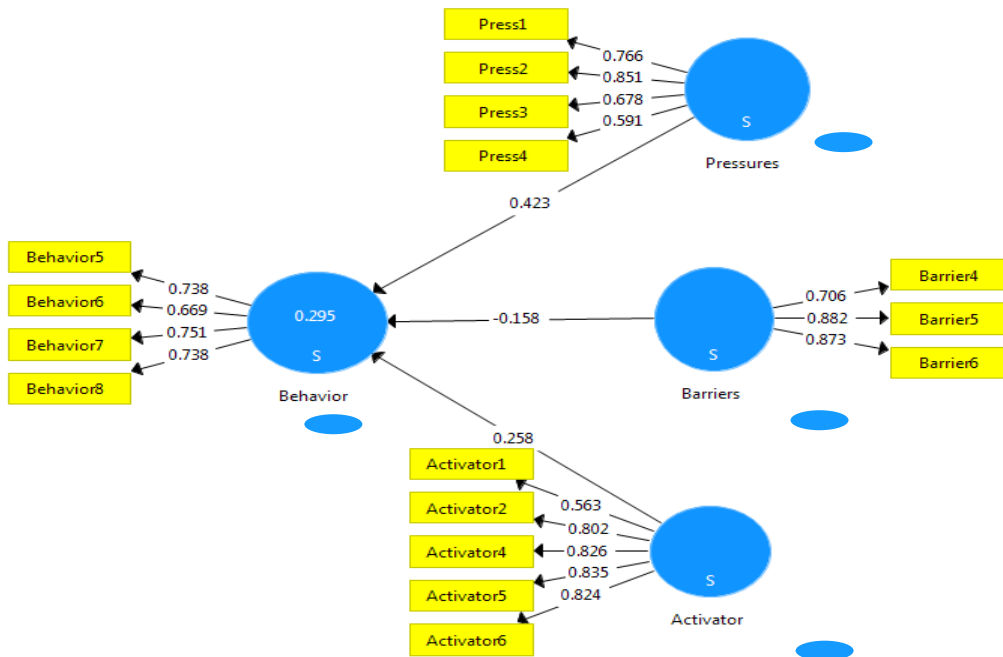 Press1
0.766
Press2
0.851
Press3
0.678
0.591
Press4
S
Pressures
0.423
Behavior5
0.738
Behavior6
0.669
Behavior7
0.751
0.738
Behavior8
0.295
S
Behavior
-0.158
S
Barriers
Barrier4
0.706
Barrier5
0.882
0.873
Barrier6
0.258
Activator1
0.563
Activator2
0.802
Activator4
0.826
0.835
Activator5
0.824
Activator6
S
Activator